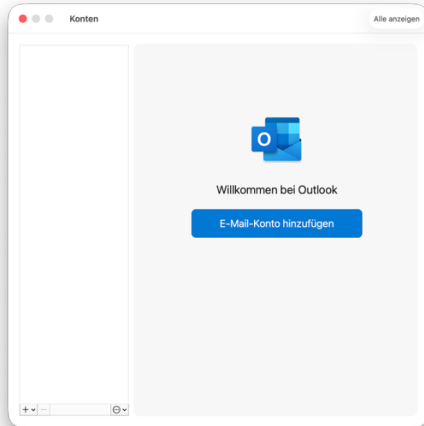 Konten
Alle anzeigen
O
Willkommen bei Outlook
E-Mail-Konto hinzufügen